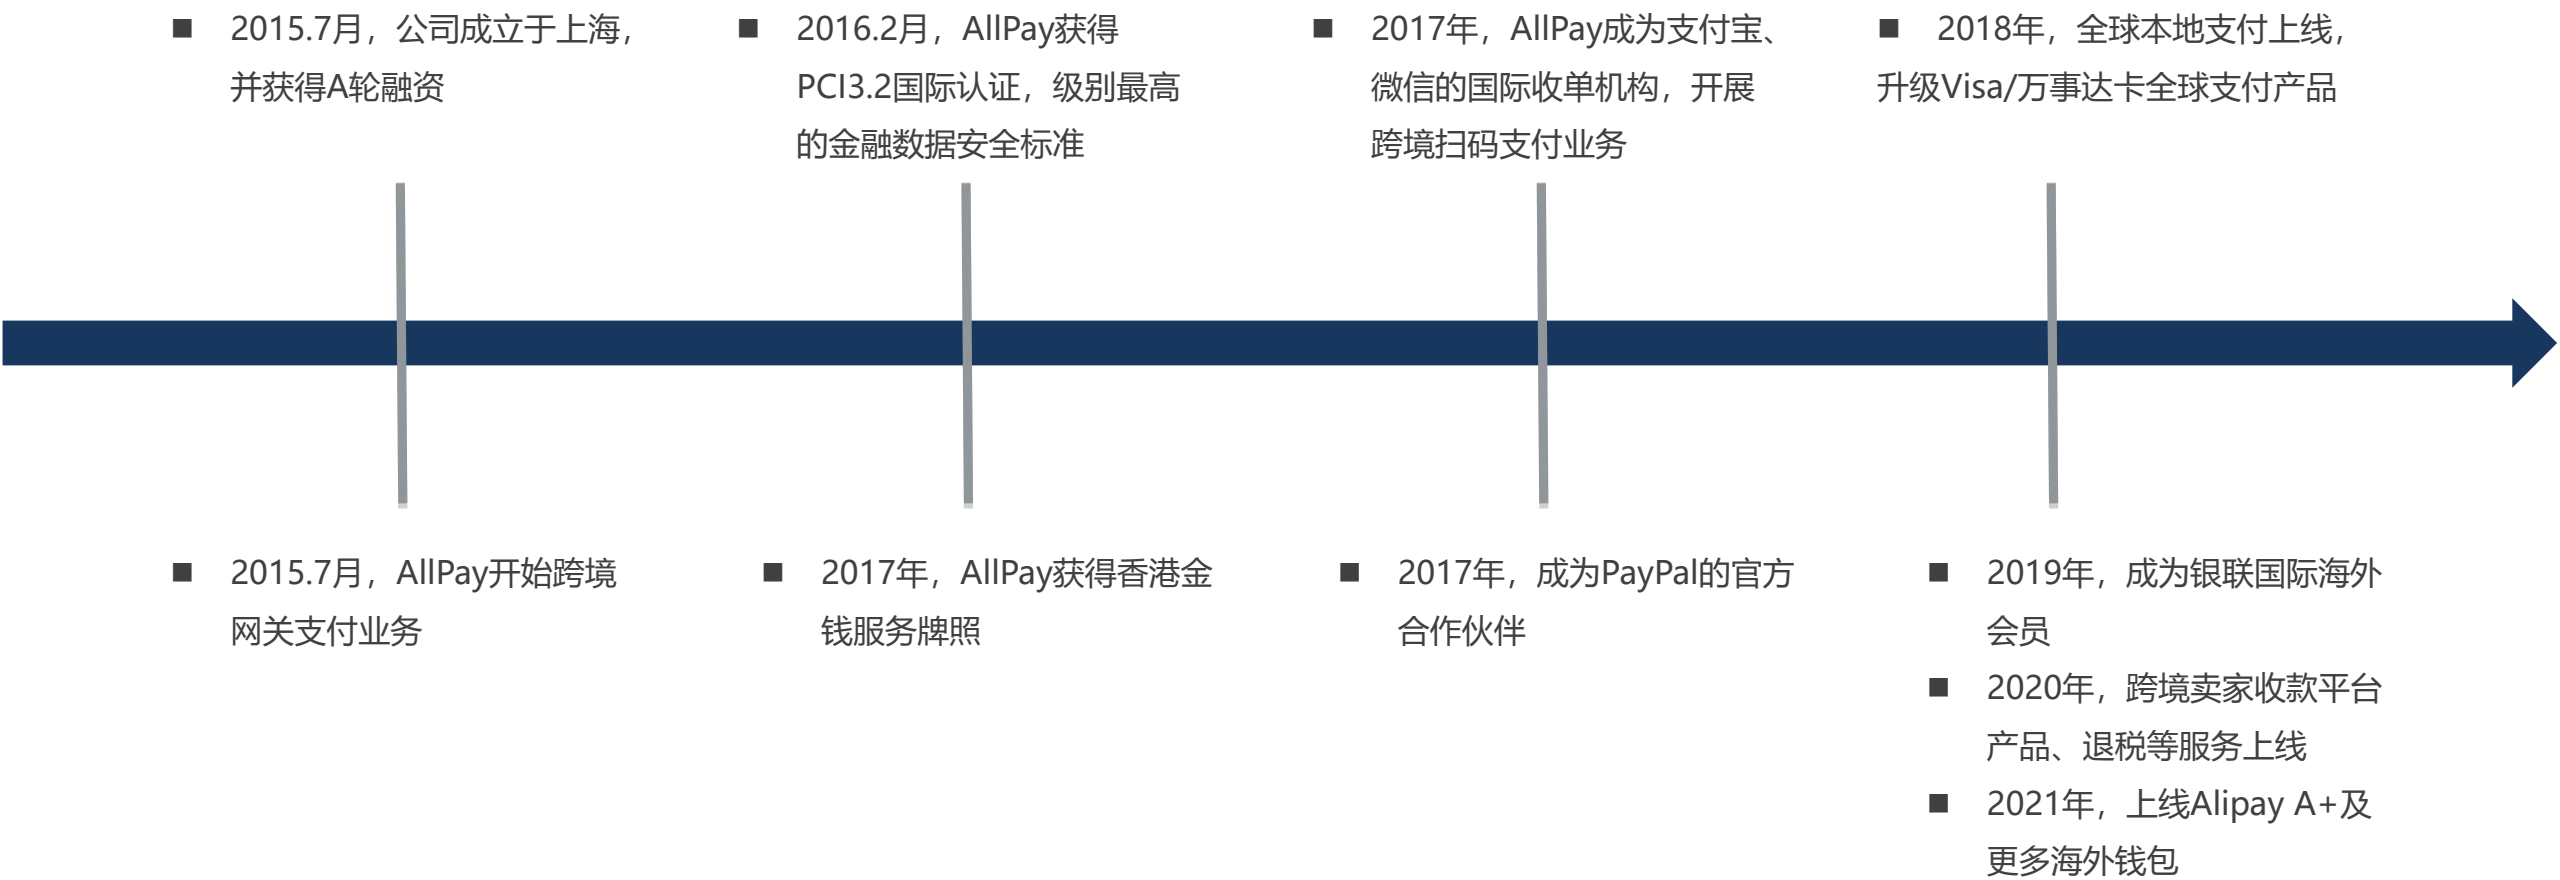 ■ 2015.7月，公司成立于上海，
并获得A轮融资
■ 2016.2月，AllPay获得
PCI3.2国际认证，级别最高
的金融数据安全标准
■ 2017年，AllPay成为支付宝、
微信的国际收单机构，开展
跨境扫码支付业务
■ 2018年，全球本地支付上线，
升级Visa/万事达卡全球支付产品
■ 2015.7月，AllPay开始跨境
网关支付业务
■ 2017年，AllPay获得香港金
钱服务牌照
■ 2017年，成为PayPal的官方
合作伙伴
■ 2019年，成为银联国际海外
会员
■ 2020年，跨境卖家收款平台
产品、退税等服务上线
■ 2021年，上线Alipay A+及
更多海外钱包